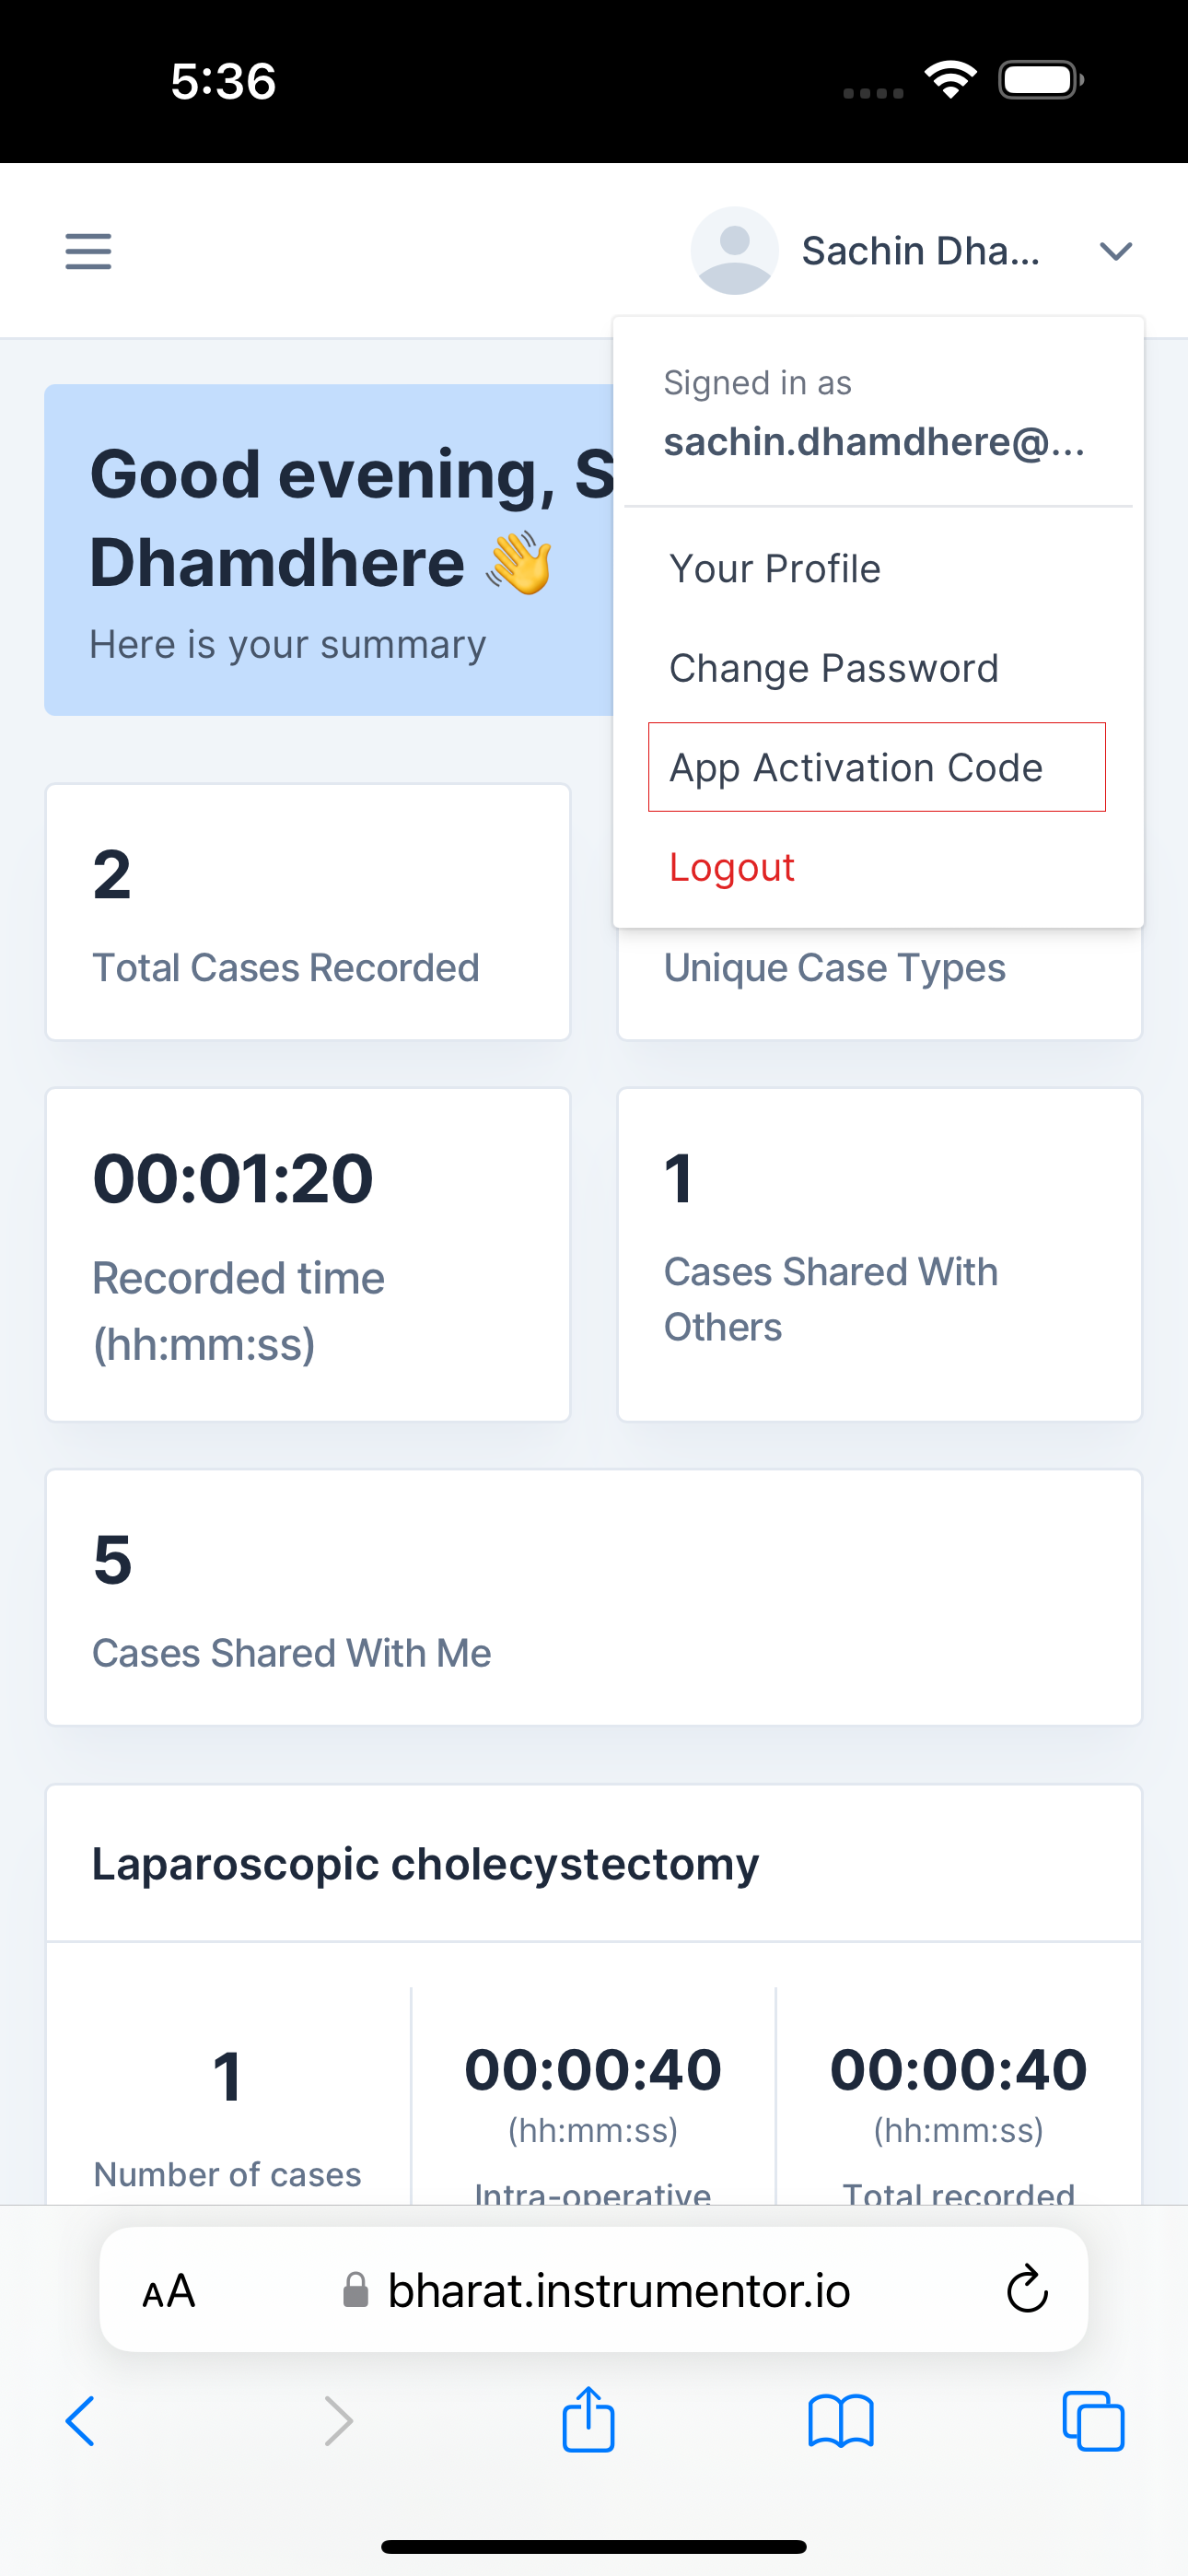 5:36
Sachin Dha...
Signed in as
sachin.dhamdhere@...
Your Profile
Change Password
App Activation Code
Logout
Good evening, S
Dhamdhere 👋
Here is your summary
2
Total Cases Recorded
Unique Case Types
00:01:20
Recorded time
(hh:mm:ss)
1
Cases Shared With
Others
5
Cases Shared With Me
Laparoscopic cholecystectomy
1
Number of cases
00:00:40
(hh:mm:ss)
Intra-operative
00:00:40
(hh:mm:ss)
Total recorded
AA
bharat.instrumentor.io